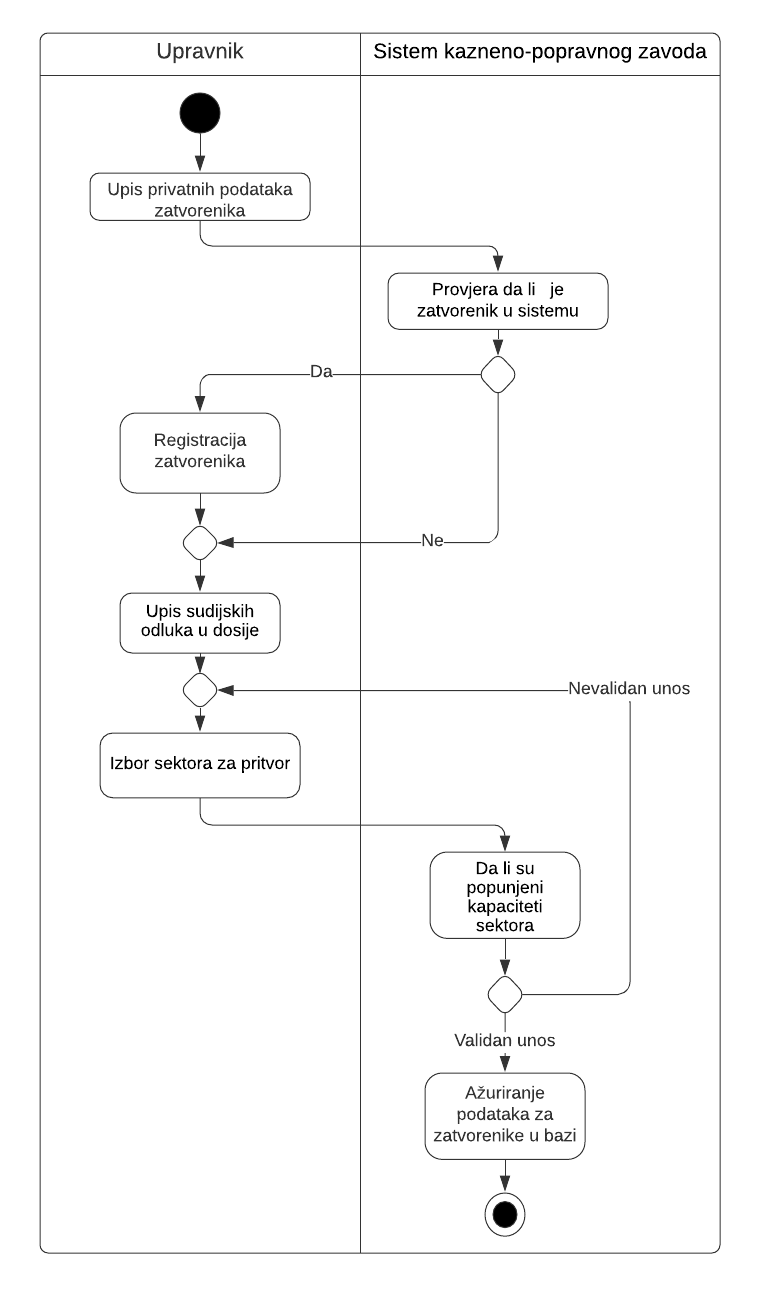 Upravnik
Sistem kazneno-popravnog zavoda
Upis privatnih podataka
zatvorenika
Provjera da li   je
zatvorenik u sistemu
Da
Registracija
zatvorenika
Ne
Upis sudijskih
odluka u dosije
Nevalidan unos
Izbor sektora za pritvor
Da li su
popunjeni
kapaciteti
sektora
Validan unos
Ažuriranje
podataka za
zatvorenike u bazi